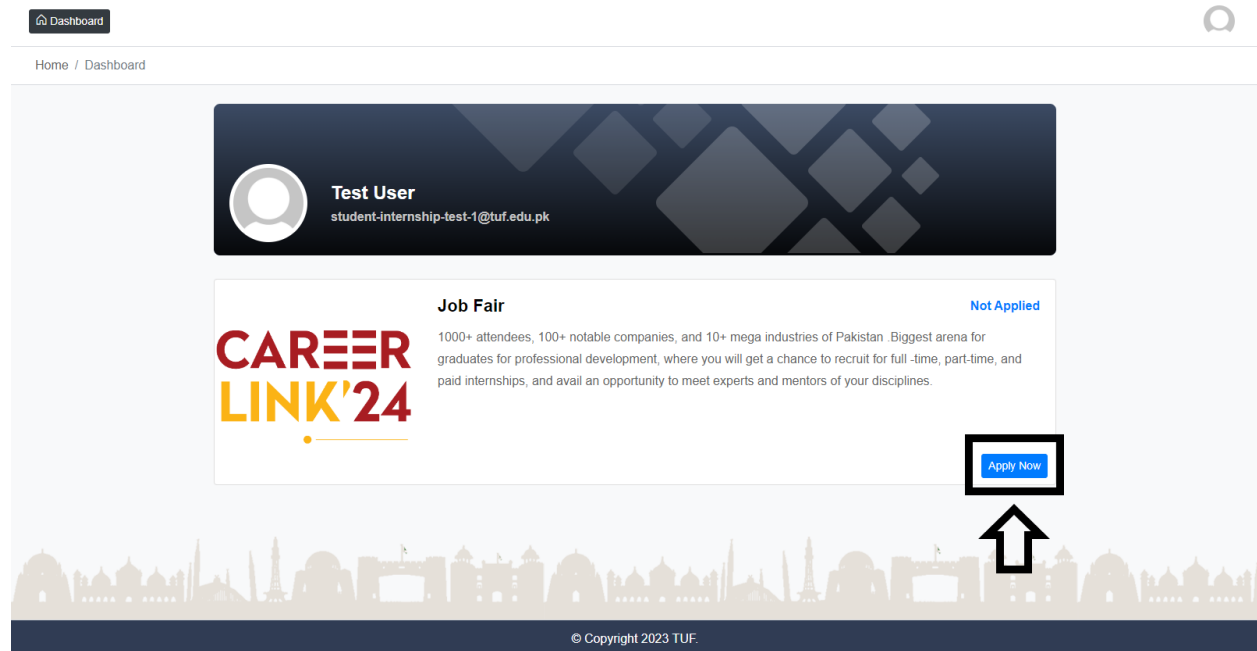 Dashboard
Home / Dashboard
Test User
student-internship-test-1@tuf.edu.pk
Job Fair
Not Applied
CAREER
LINK'24
1000+ attendees, 100+ notable companies, and 10+ mega industries of Pakistan .Biggest arena for
graduates for professional development, where you will get a chance to recruit for full -time, part-time, and
paid internships, and avail an opportunity to meet experts and mentors of your disciplines.
Apply Now
© Copyright 2023 TUF.